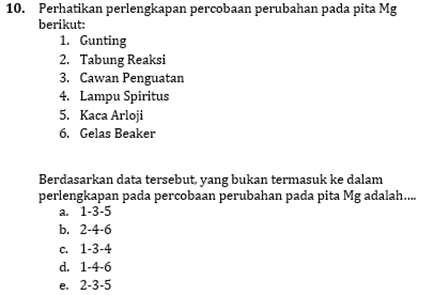 10. Perhatikan perlengkapan percobaan perubahan pada pita Mg
berikut:
1. Gunting
2. Tabung Reaksi
3. Cawan Penguatan
4. Lampu Spiritus
5. Kaca Arloji
6. Gelas Beaker
Berdasarkan data tersebut, yang bukan termasuk ke dalam
perlengkapan pada percobaan perubahan pada pita Mg adalah....
a. 1-3-5
b. 2-4-6
c. 1-3-4
d. 1-4-6
e. 2-3-5